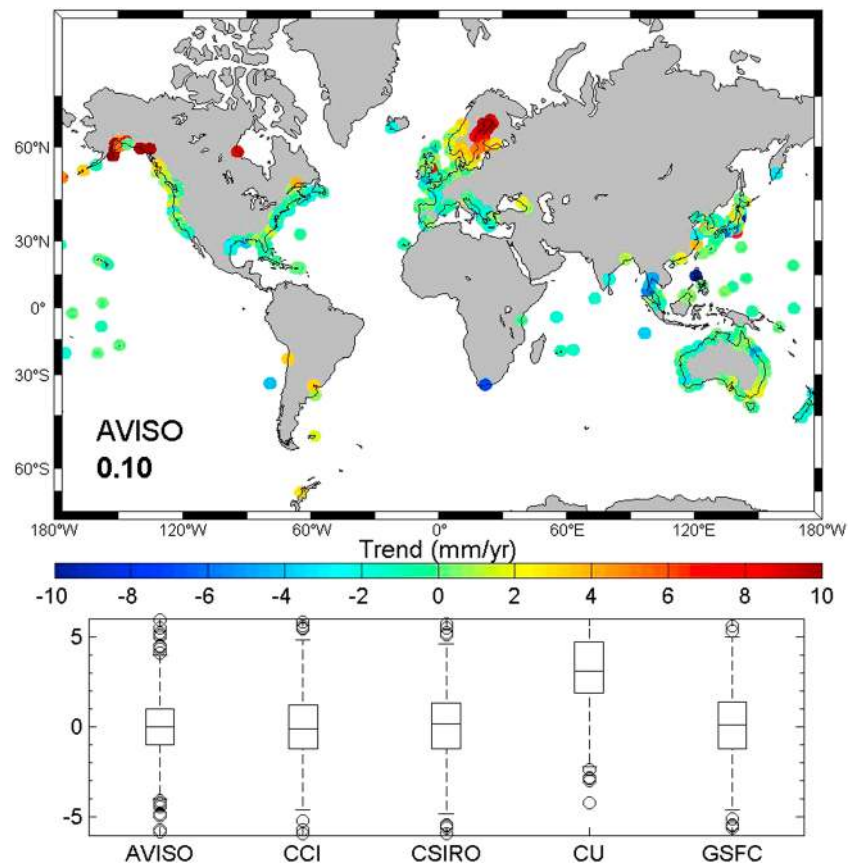 60°N
30°N
0°
30°S
60°S
AVISO
0.10
180°W 120°W 60°W 0° 60°E 120°E 180°W
Trend (mm/yr)
-10 -8 -6 -4 -2 0 2 4 6 8 10
5
0
-5
AVISO CCI CSIRO CU GSFC